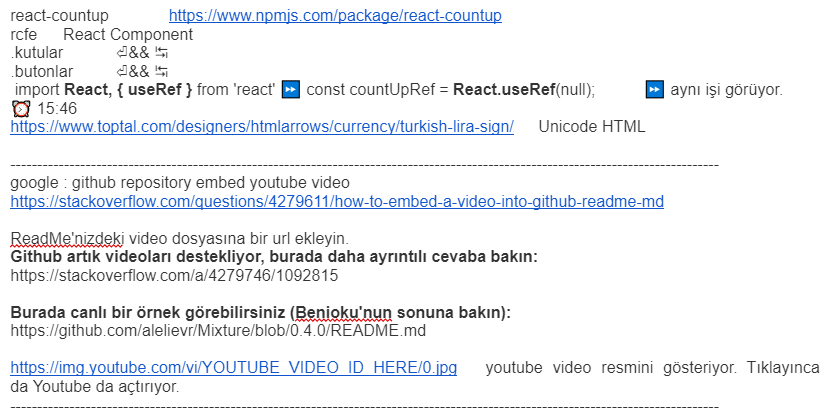 react-countup https://www.npmjs.com/package/react-countup
rcfe React Component
.kutular ⏎&& ↹
.butonlar ⏎&& ↹
import React, { useRef } from 'react' ⏩ const countUpRef = React.useRef(null); ⏩ aynı işi görüyor.
⏰ 15:46
https://www.toptal.com/designers/htmlarrows/currency/turkish-lira-sign/ Unicode HTML
-----------------------------------------------------------------------------------------------------------------------------------
google : github repository embed youtube video
https://stackoverflow.com/questions/4279611/how-to-embed-a-video-into-github-readme-md
ReadMe'nizdeki video dosyasına bir url ekleyin.
Github artık videoları destekliyor, burada daha ayrıntılı cevaba bakın:
https://stackoverflow.com/a/4279746/1092815
Burada canlı bir örnek görebilirsiniz (Benioku'nun sonuna bakın):
https://github.com/alelievr/Mixture/blob/0.4.0/README.md
https://img.youtube.com/vi/YOUTUBE_VIDEO_ID_HERE/0.jpg youtube video resmini gösteriyor. Tıklayınca
da Youtube da açtırıyor.
-----------------------------------------------------------------------------------------------------------------------------------